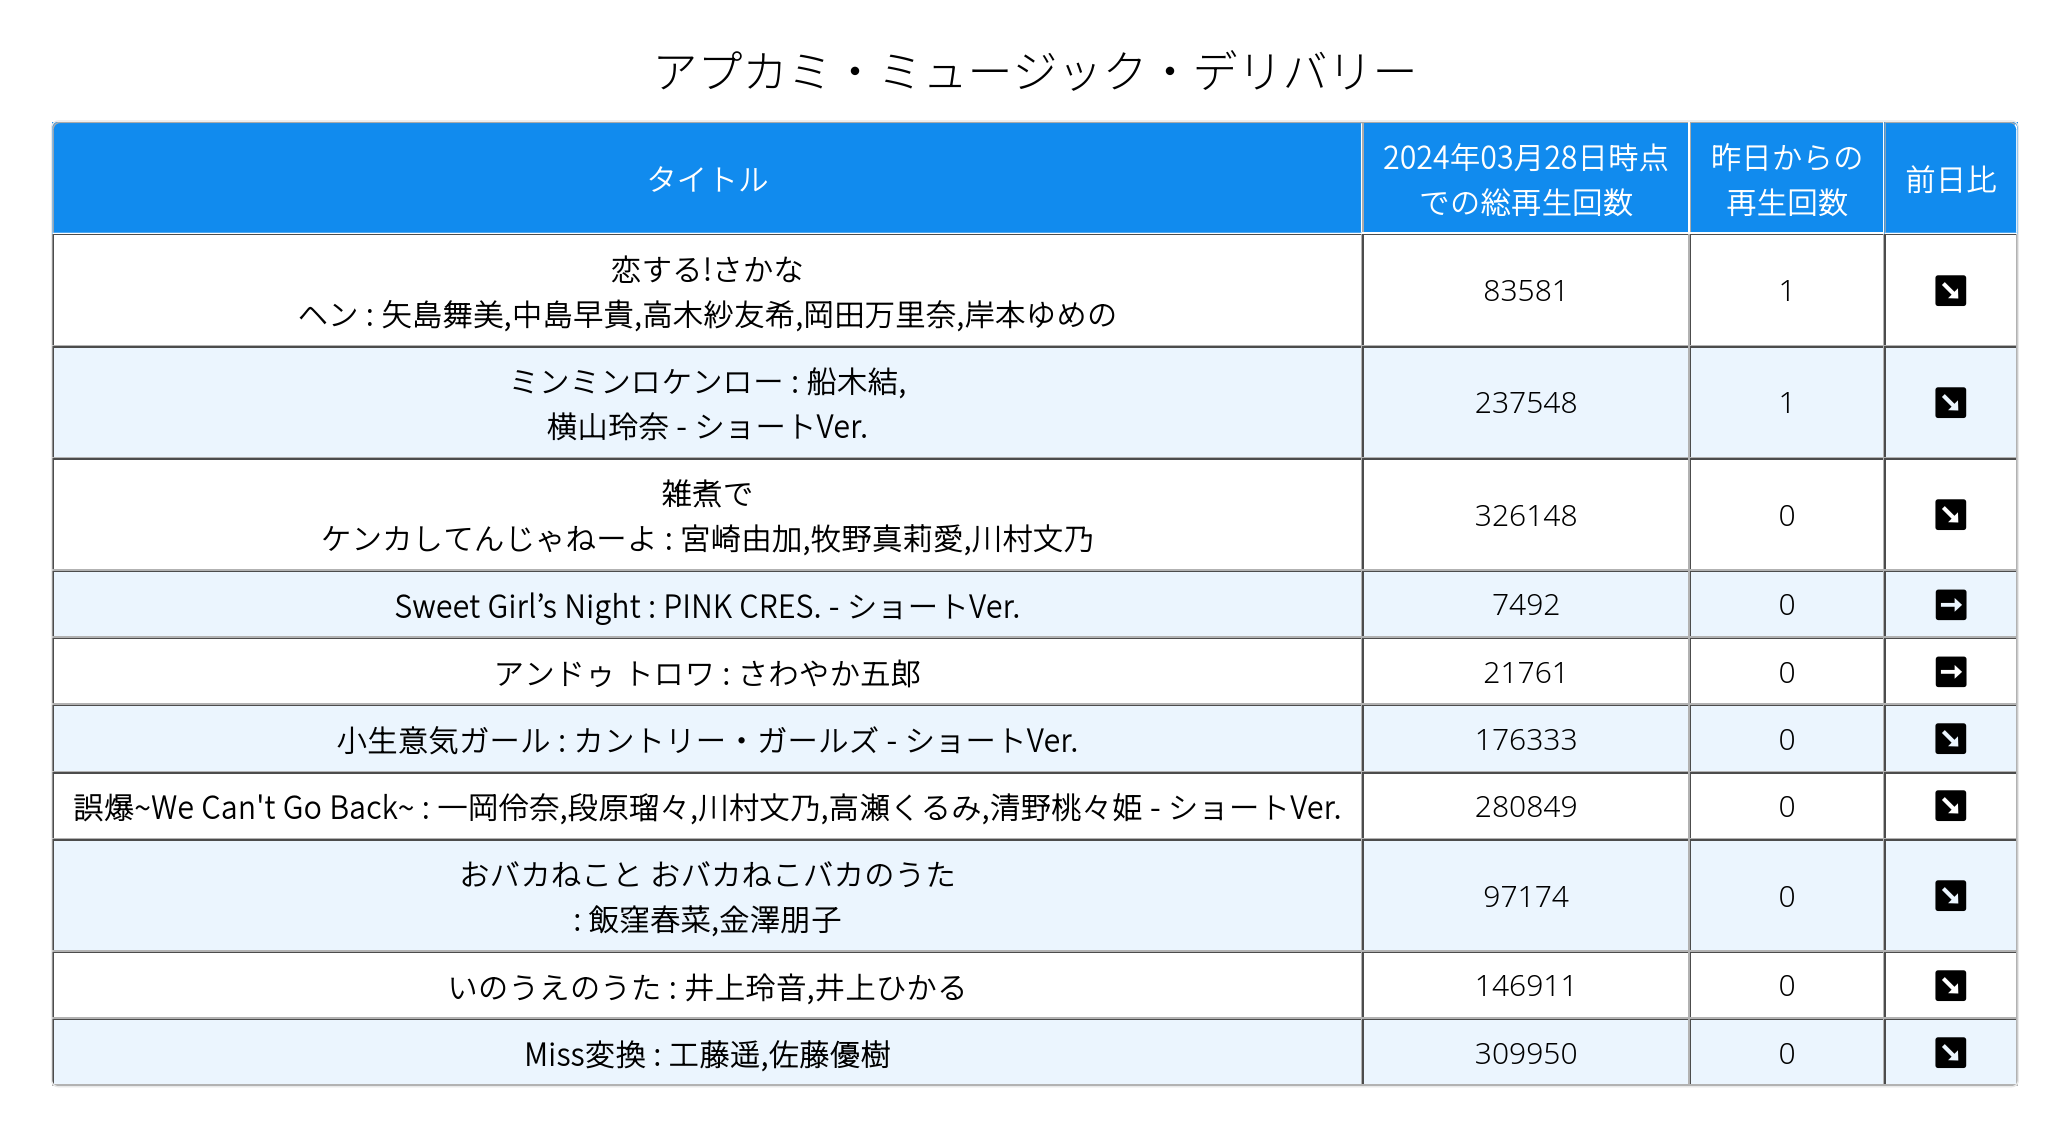 アプカミ・ミュージック・デリバリー
タイトル
2024年03月28日時点
での総再生回数
昨日からの
再生回数
前日比
恋する!さかな
ヘン : 矢島舞美,中島早貴,高木紗友希,岡田万里奈,岸本ゆめの
83581
1
↘
ミンミンロケンロー : 船木結,
横山玲奈 - ショートVer.
237548
1
↘
雑煮で
ケンカしてんじゃねーよ : 宮崎由加,牧野真莉愛,川村文乃
326148
0
↘
Sweet Girl’s Night : PINK CRES. - ショートVer.
7492
0
→
アンドゥ トロワ : さわやか五郎
21761
0
→
小生意気ガール : カントリー・ガールズ - ショートVer.
176333
0
↘
誤爆~We Can't Go Back~ : 一岡伶奈,段原瑠々,川村文乃,高瀬くるみ,清野桃々姫 - ショートVer.
280849
0
↘
おバカねこと おバカねこバカのうた
: 飯窪春菜,金澤朋子
97174
0
↘
いのうえのうた : 井上玲音,井上ひかる
146911
0
↘
Miss変換 : 工藤遥,佐藤優樹
309950
0
↘